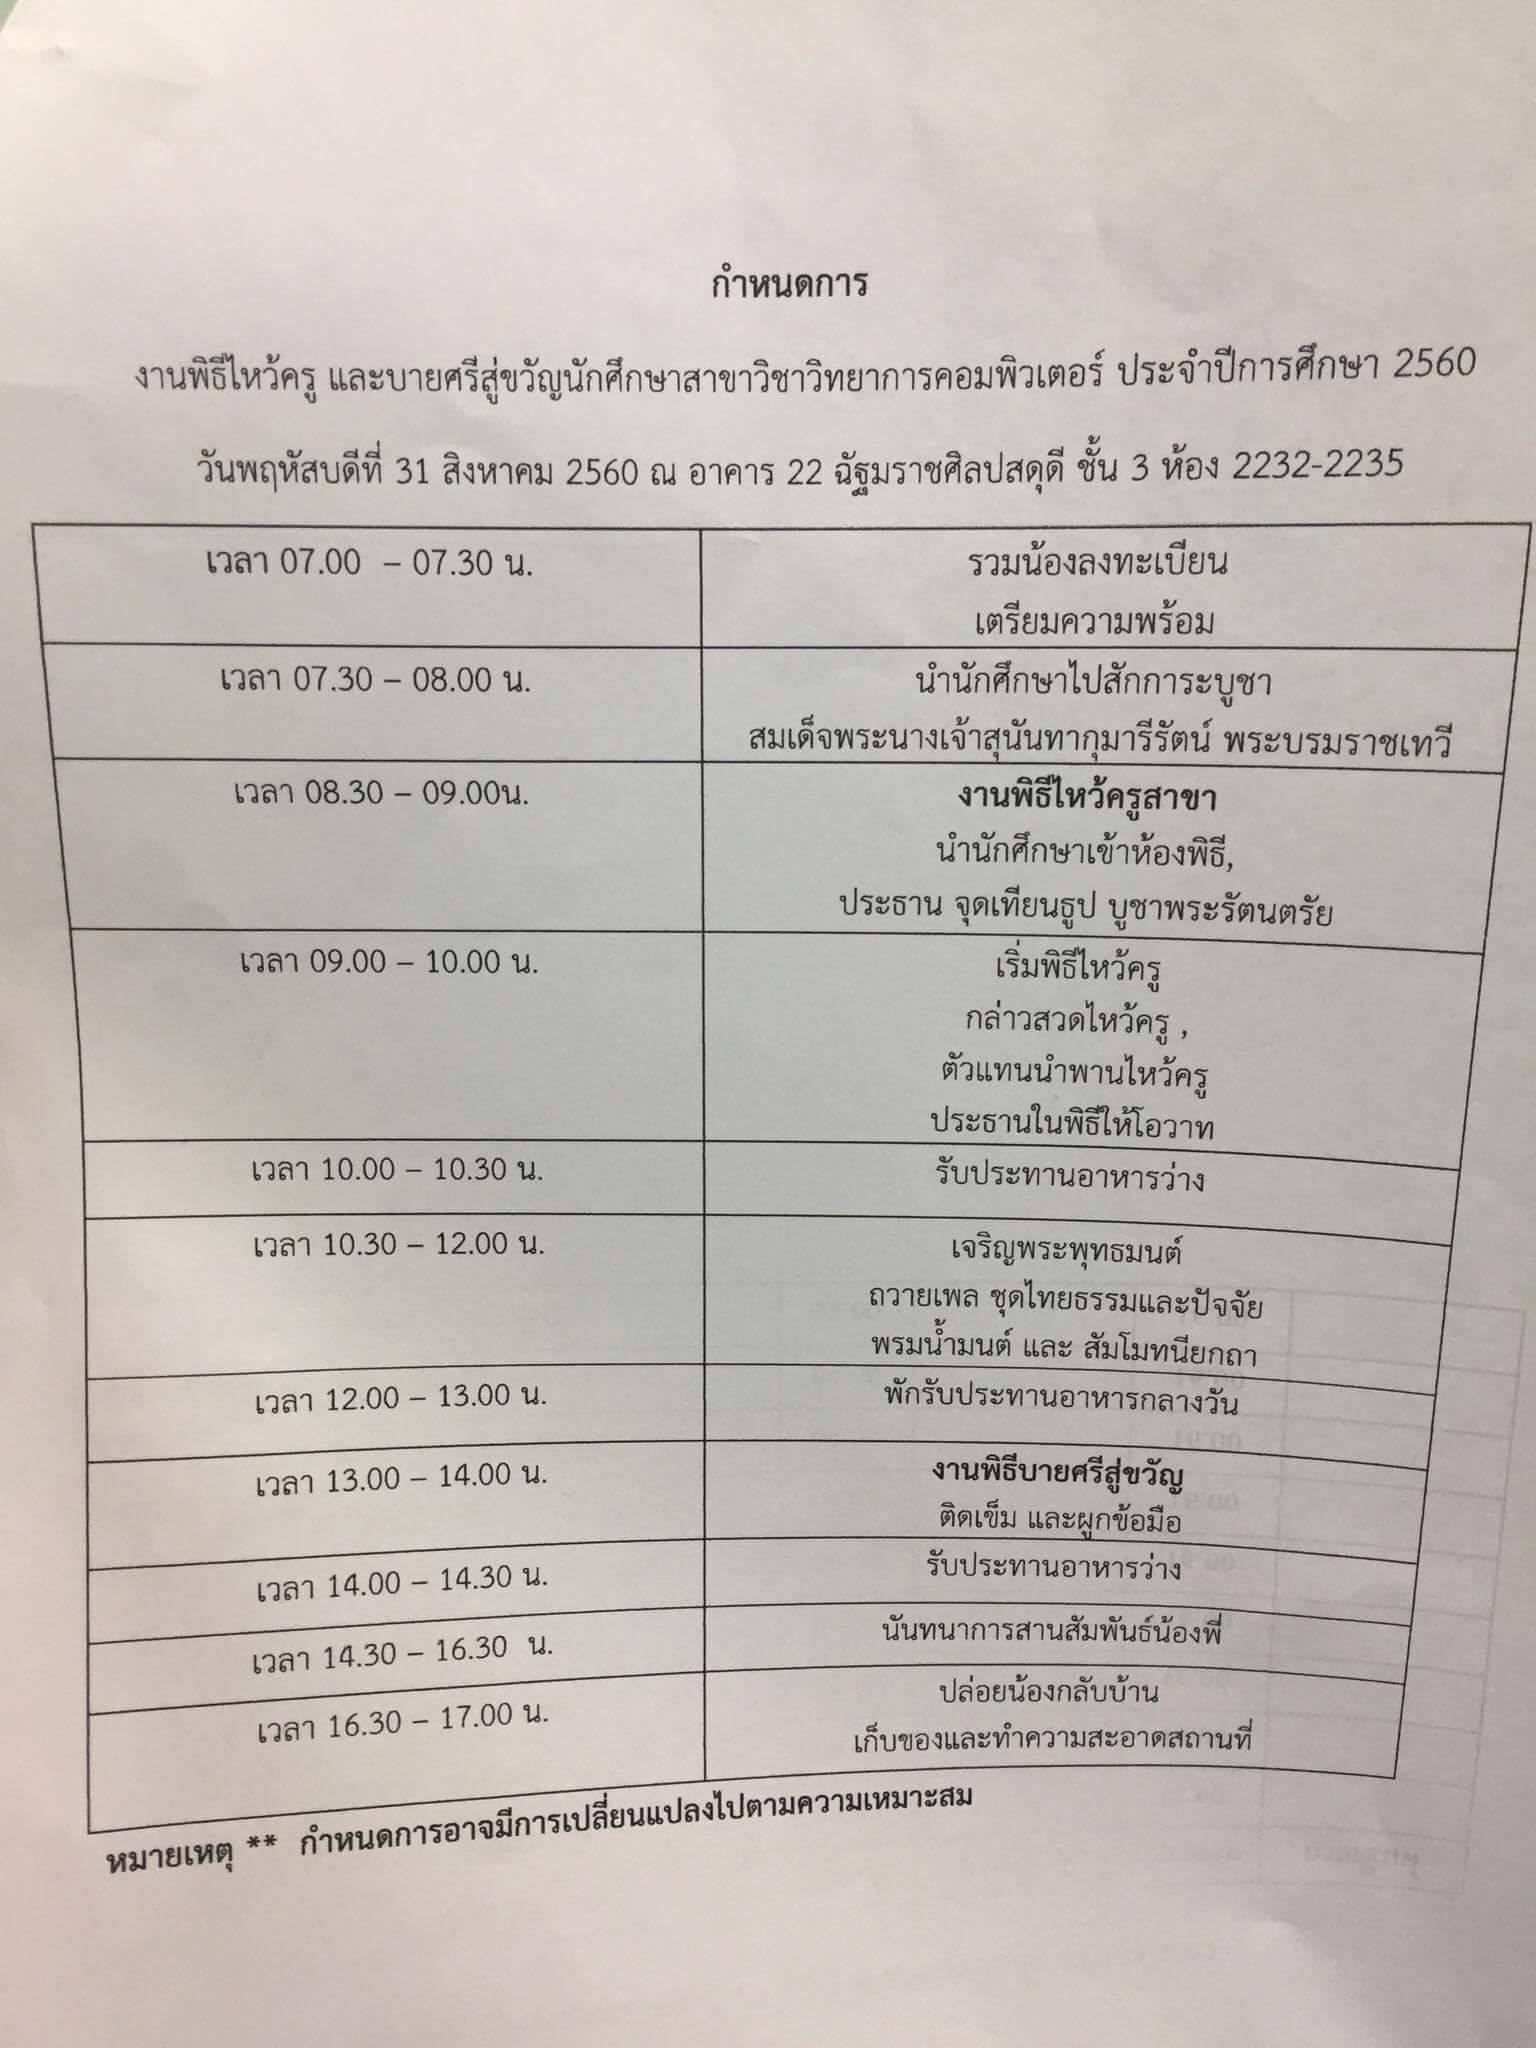 กำหนดการ
งานพิธีไหว้ครู และบายศรีสู่ขวัญนักศึกษาสาขาวิชาวิทยาการคอมพิวเตอร์ ประจำปีการศึกษา 2560
วันพฤหัสบดีที่ 31 สิงหาคม 2560 ณ อาคาร 22 ฉัฐมราชศิลปสดุดี ชั้น 3 ห้อง 2232-2235
เวลา 07.00 – 07.30 น.
รวมน้องลงทะเบียน
เตรียมความพร้อม
เวลา 07.30 – 08.00 น.
นำนักศึกษาไปสักการะบูชา
สมเด็จพระนางเจ้าสุนันทากุมารีรัตน์ พระบรมราชเทวี
เวลา 08.30 – 09.00น.
งานพิธีไหว้ครูสาขา
นำนักศึกษาเข้าห้องพิธี,
ประธาน จุดเทียนธูป บูชาพระรัตนตรัย
เวลา 09.00 – 10.00 น.
เริ่มพิธีไหว้ครู
กล่าวสวดไหว้ครู ,
ตัวแทนนำพานไหว้ครู
ประธานในพิธีให้โอวาท
เวลา 10.00 – 10.30 น.
รับประทานอาหารว่าง
เวลา 10.30 – 12.00 น.
เจริญพระพุทธมนต์
ถวายเพล ชุดไทยธรรมและปัจจัย
พรมน้ำมนต์ และ สัมโมทนียกถา
เวลา 12.00 – 13.00 น.
พักรับประทานอาหารกลางวัน
เวลา 13.00 – 14.00 น.
งานพิธีบายศรีสู่ขวัญ
ติดเข็ม และผูกข้อมือ
เวลา 14.00 – 14.30 น.
รับประทานอาหารว่าง
เวลา 14.30 – 16.30 น.
นันทนาการสานสัมพันธ์น้องพี่
เวลา 16.30 – 17.00 น.
ปล่อยน้องกลับบ้าน
เก็บของและทำความสะอาดสถานที่
หมายเหตุ ** กำหนดการอาจมีการเปลี่ยนแปลงไปตามความเหมาะสม